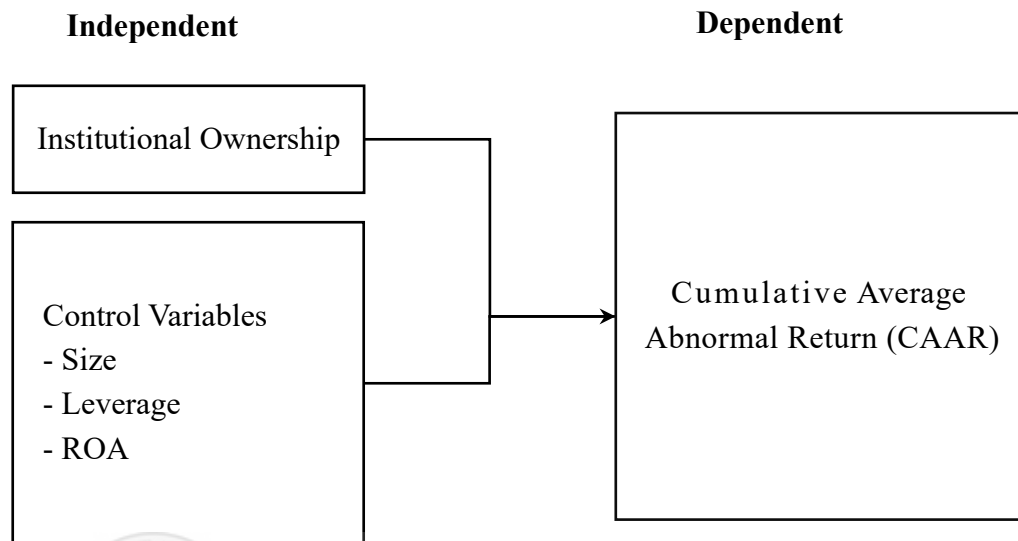 Independent
Dependent
Institutional Ownership
Control Variables
- Size
- Leverage
- ROA
Cumulative Average
Abnormal Return (CAAR)